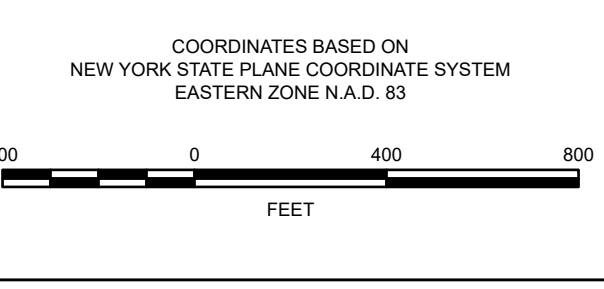 COORDINATES BASED ON
NEW YORK STATE PLANE COORDINATE SYSTEM
EASTERN ZONE N.A.D. 83
00 0 400 800
FEET